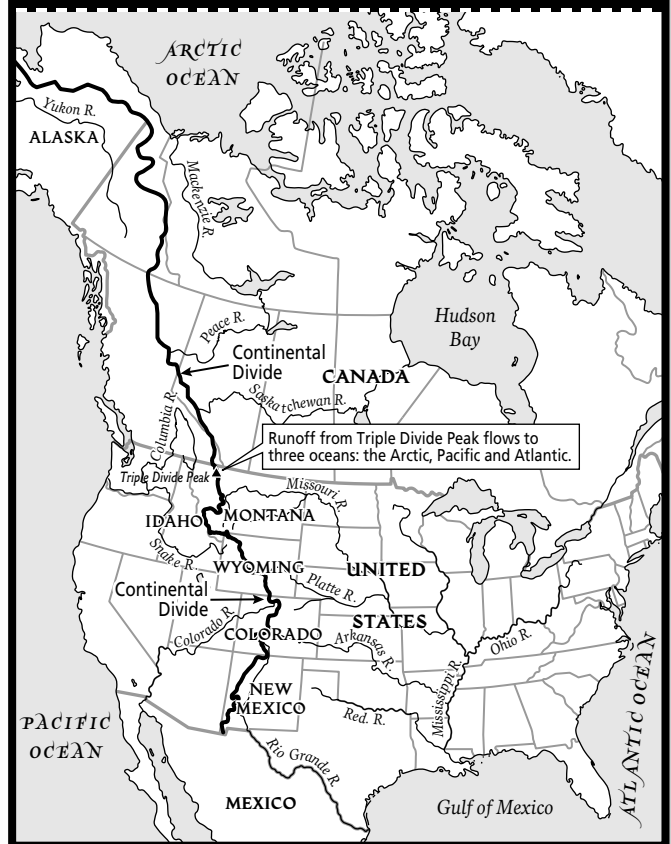 ARCTIC
OCEAN
Yukon R.
ALASKA
Mackenzie R.
Hudson
Bay
Peace R.
Continental
Divide
CANADA
Saskatchewan R.
Columbia R.
Runoff from Triple Divide Peak flows to
three oceans: the Arctic, Pacific and Atlantic.
Triple Divide Peak
Missouri R.
IDAHO
MONTANA
Snake R.
WYOMING
UNITED
STATES
Platte R.
Continental
Divide
Colorado R.
COLORADO
Arkansas R.
Ohio R.
Mississippi R.
NEW
MEXICO
Red. R.
PACIFIC
OCEAN
ATLANTIC OCEAN
Rio Grande R.
MEXICO
Gulf of Mexico